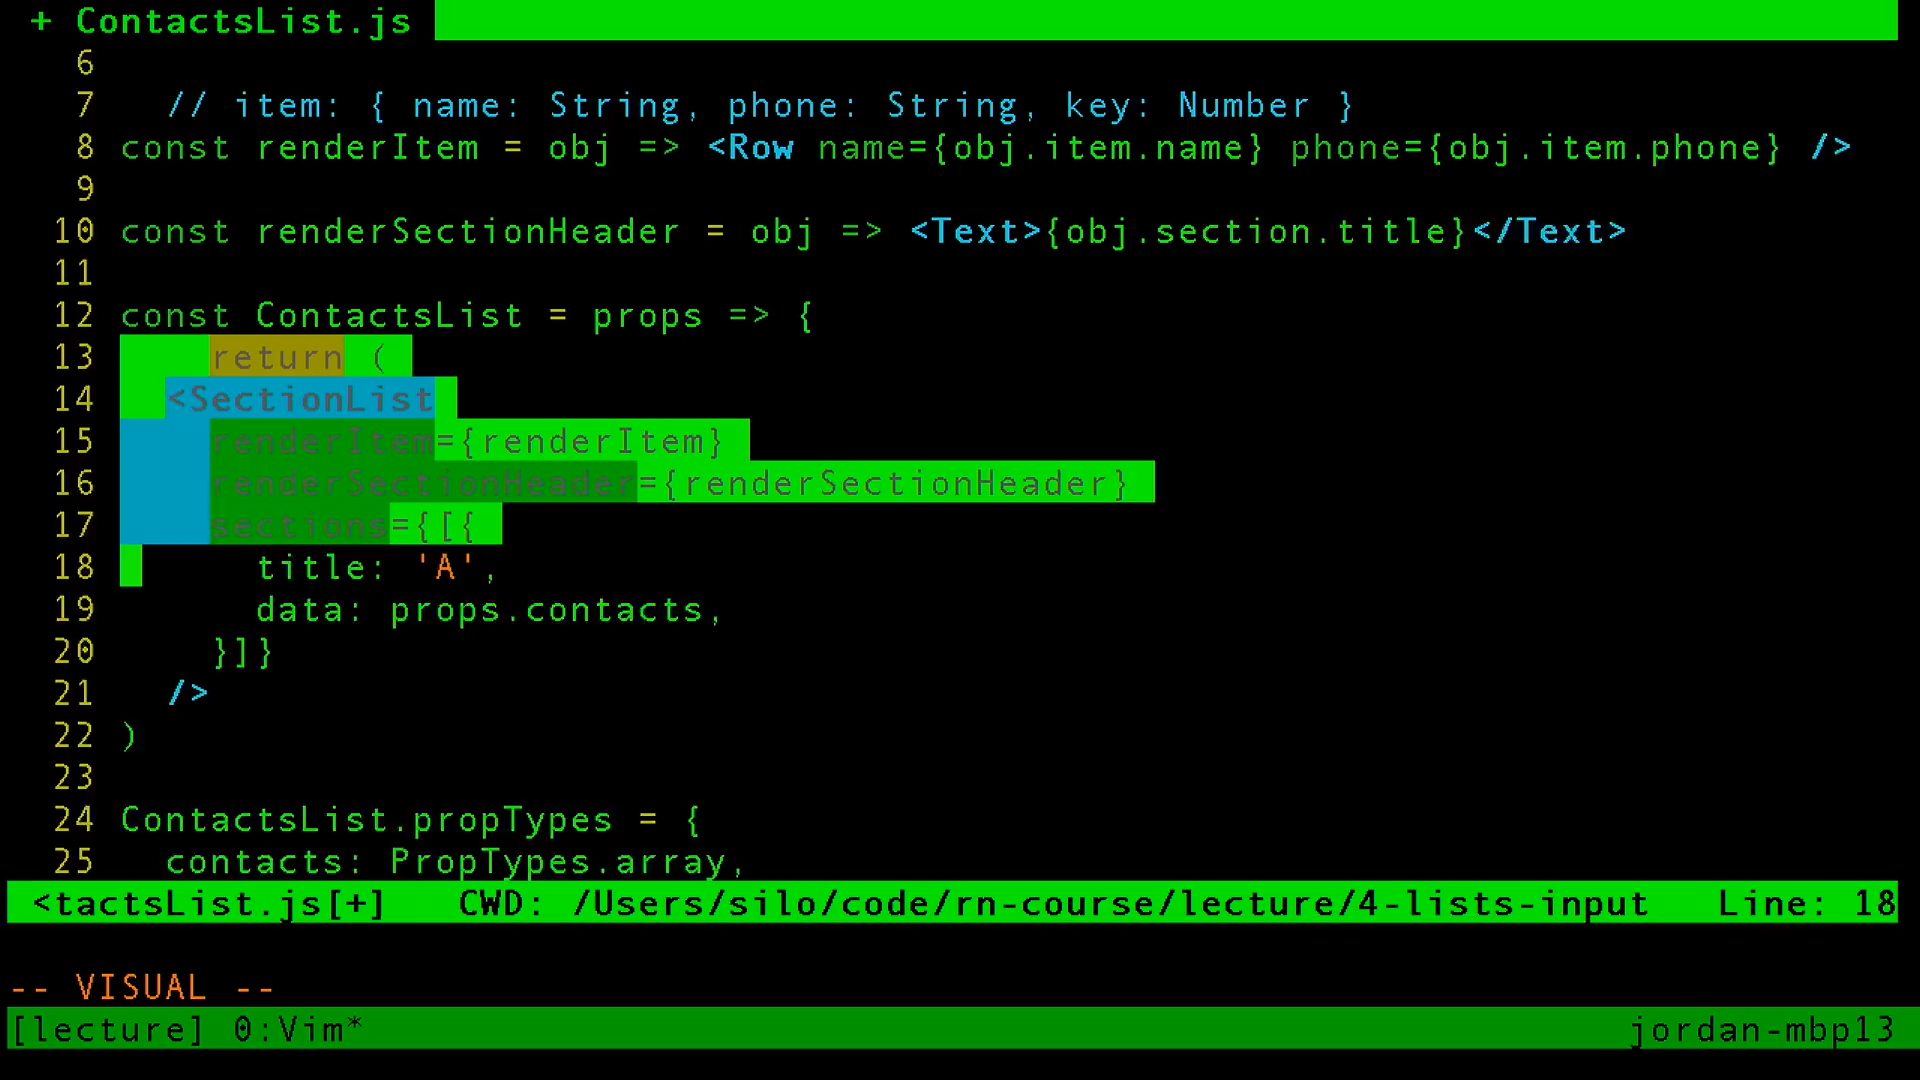 + ContactsList.js
6
7 // item: { name: String, phone: String, key: Number }
8 const renderItem = obj => <Row name={obj.item.name} phone={obj.item.phone} />
9
10 const renderSectionHeader = obj => <Text>{obj.section.title}</Text>
11
12 const ContactsList = props => {
13 return (
14 <SectionList
15 renderItem={renderItem}
16 renderSectionHeader={renderSectionHeader}
17 sections={[{
18 title: 'A',
19 data: props.contacts,
20 }]}
21 />
22 )
23
24 ContactsList.propTypes = {
25 contacts: PropTypes.array,
<tactsList.js[+] CWD: /Users/silo/code/rn-course/lecture/4-lists-input Line: 18
-- VISUAL --
[lecture] 0:Vim* jordan-mbp13